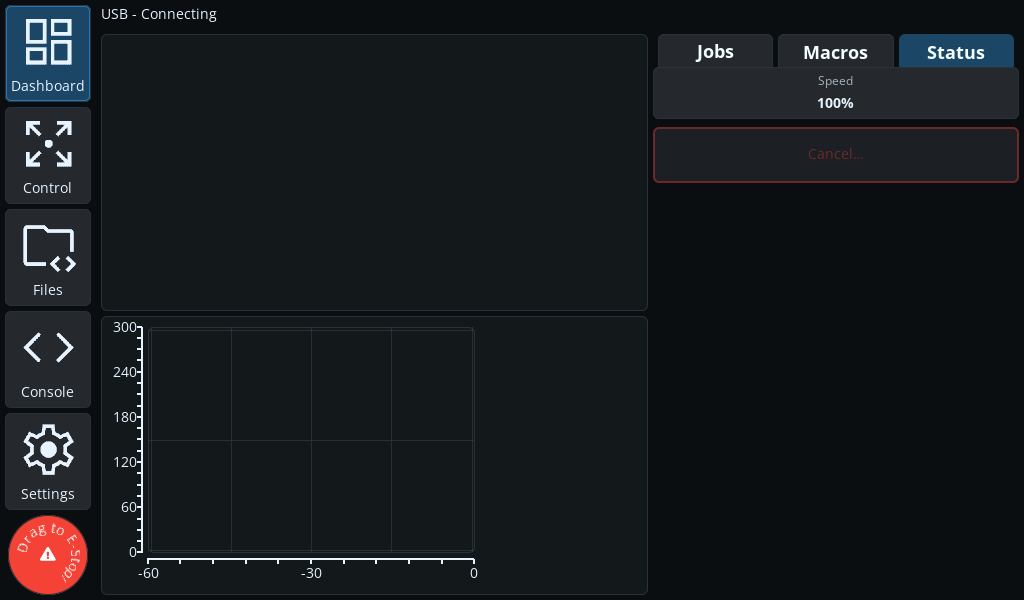 USB - Connecting
Dashboard
Control
Files
Console
Settings
Drag to E-Stop!
Jobs
Macros
Status
Speed
100%
Cancel...
300
240
180
120
60
0
-60
-30
0